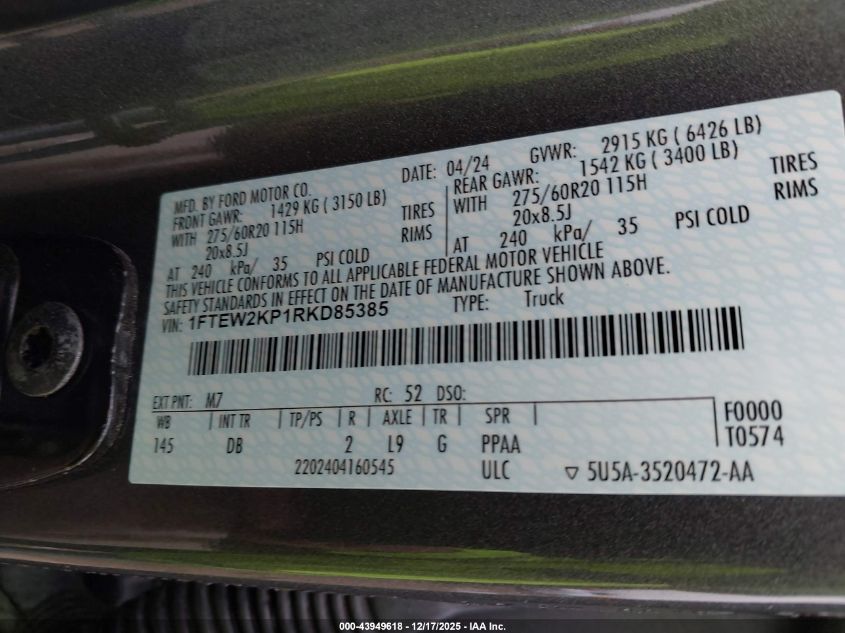 MFD. BY FORD MOTOR CO.
DATE: 04/24 GVWR: 2915 KG ( 6426 LB)
FRONT GAWR: 1429 KG ( 3150 LB)
REAR GAWR: 1542 KG ( 3400 LB)
WITH 275/60R20 115H TIRES
WITH 275/60R20 115H TIRES
20x8.5J RIMS
20x8.5J RIMS
AT 240 kPa/ 35 PSI COLD
AT 240 kPa/ 35 PSI COLD
THIS VEHICLE CONFORMS TO ALL APPLICABLE FEDERAL MOTOR VEHICLE
SAFETY STANDARDS IN EFFECT ON THE DATE OF MANUFACTURE SHOWN ABOVE.
VIN: 1FTEW2KP1RKD85385 TYPE: Truck
EXT PNT: M7 RC: 52 DSO:
WB INT TR TP/PS R AXLE TR SPR F0000
145 DB 2 L9 G PPAA T0574
2202404160545 ULC ▽ 5U5A-3520472-AA
000-43949618 - 12/17/2025 - IAA Inc.